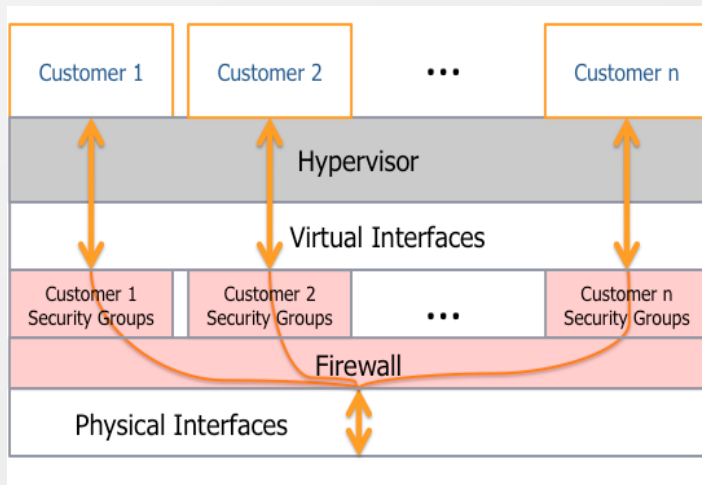 Customer 1
Customer 2
...
Customer n
Hypervisor
Virtual Interfaces
Customer 1
Security Groups
Customer 2
Security Groups
...
Customer n
Security Groups
Firewall
Physical Interfaces